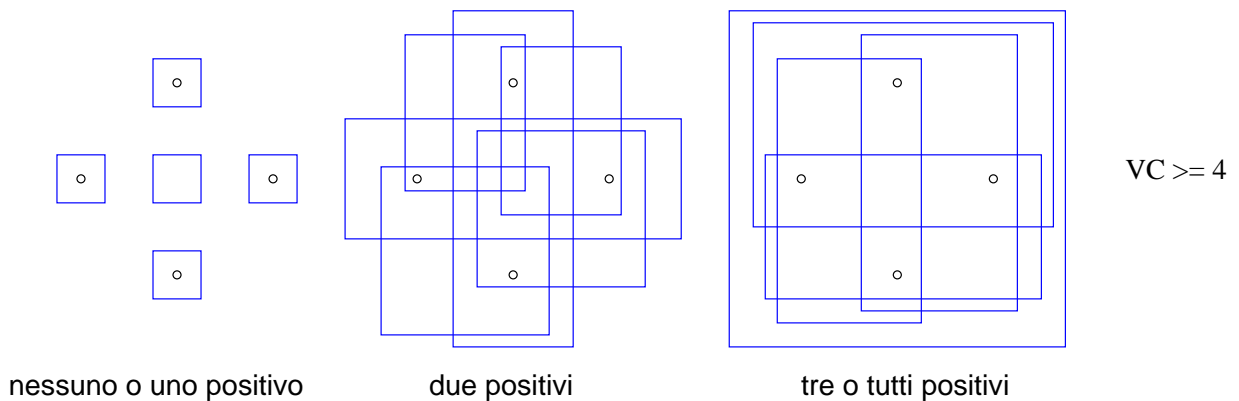 VC >= 4
nessuno o uno positivo
due positivi
tre o tutti positivi